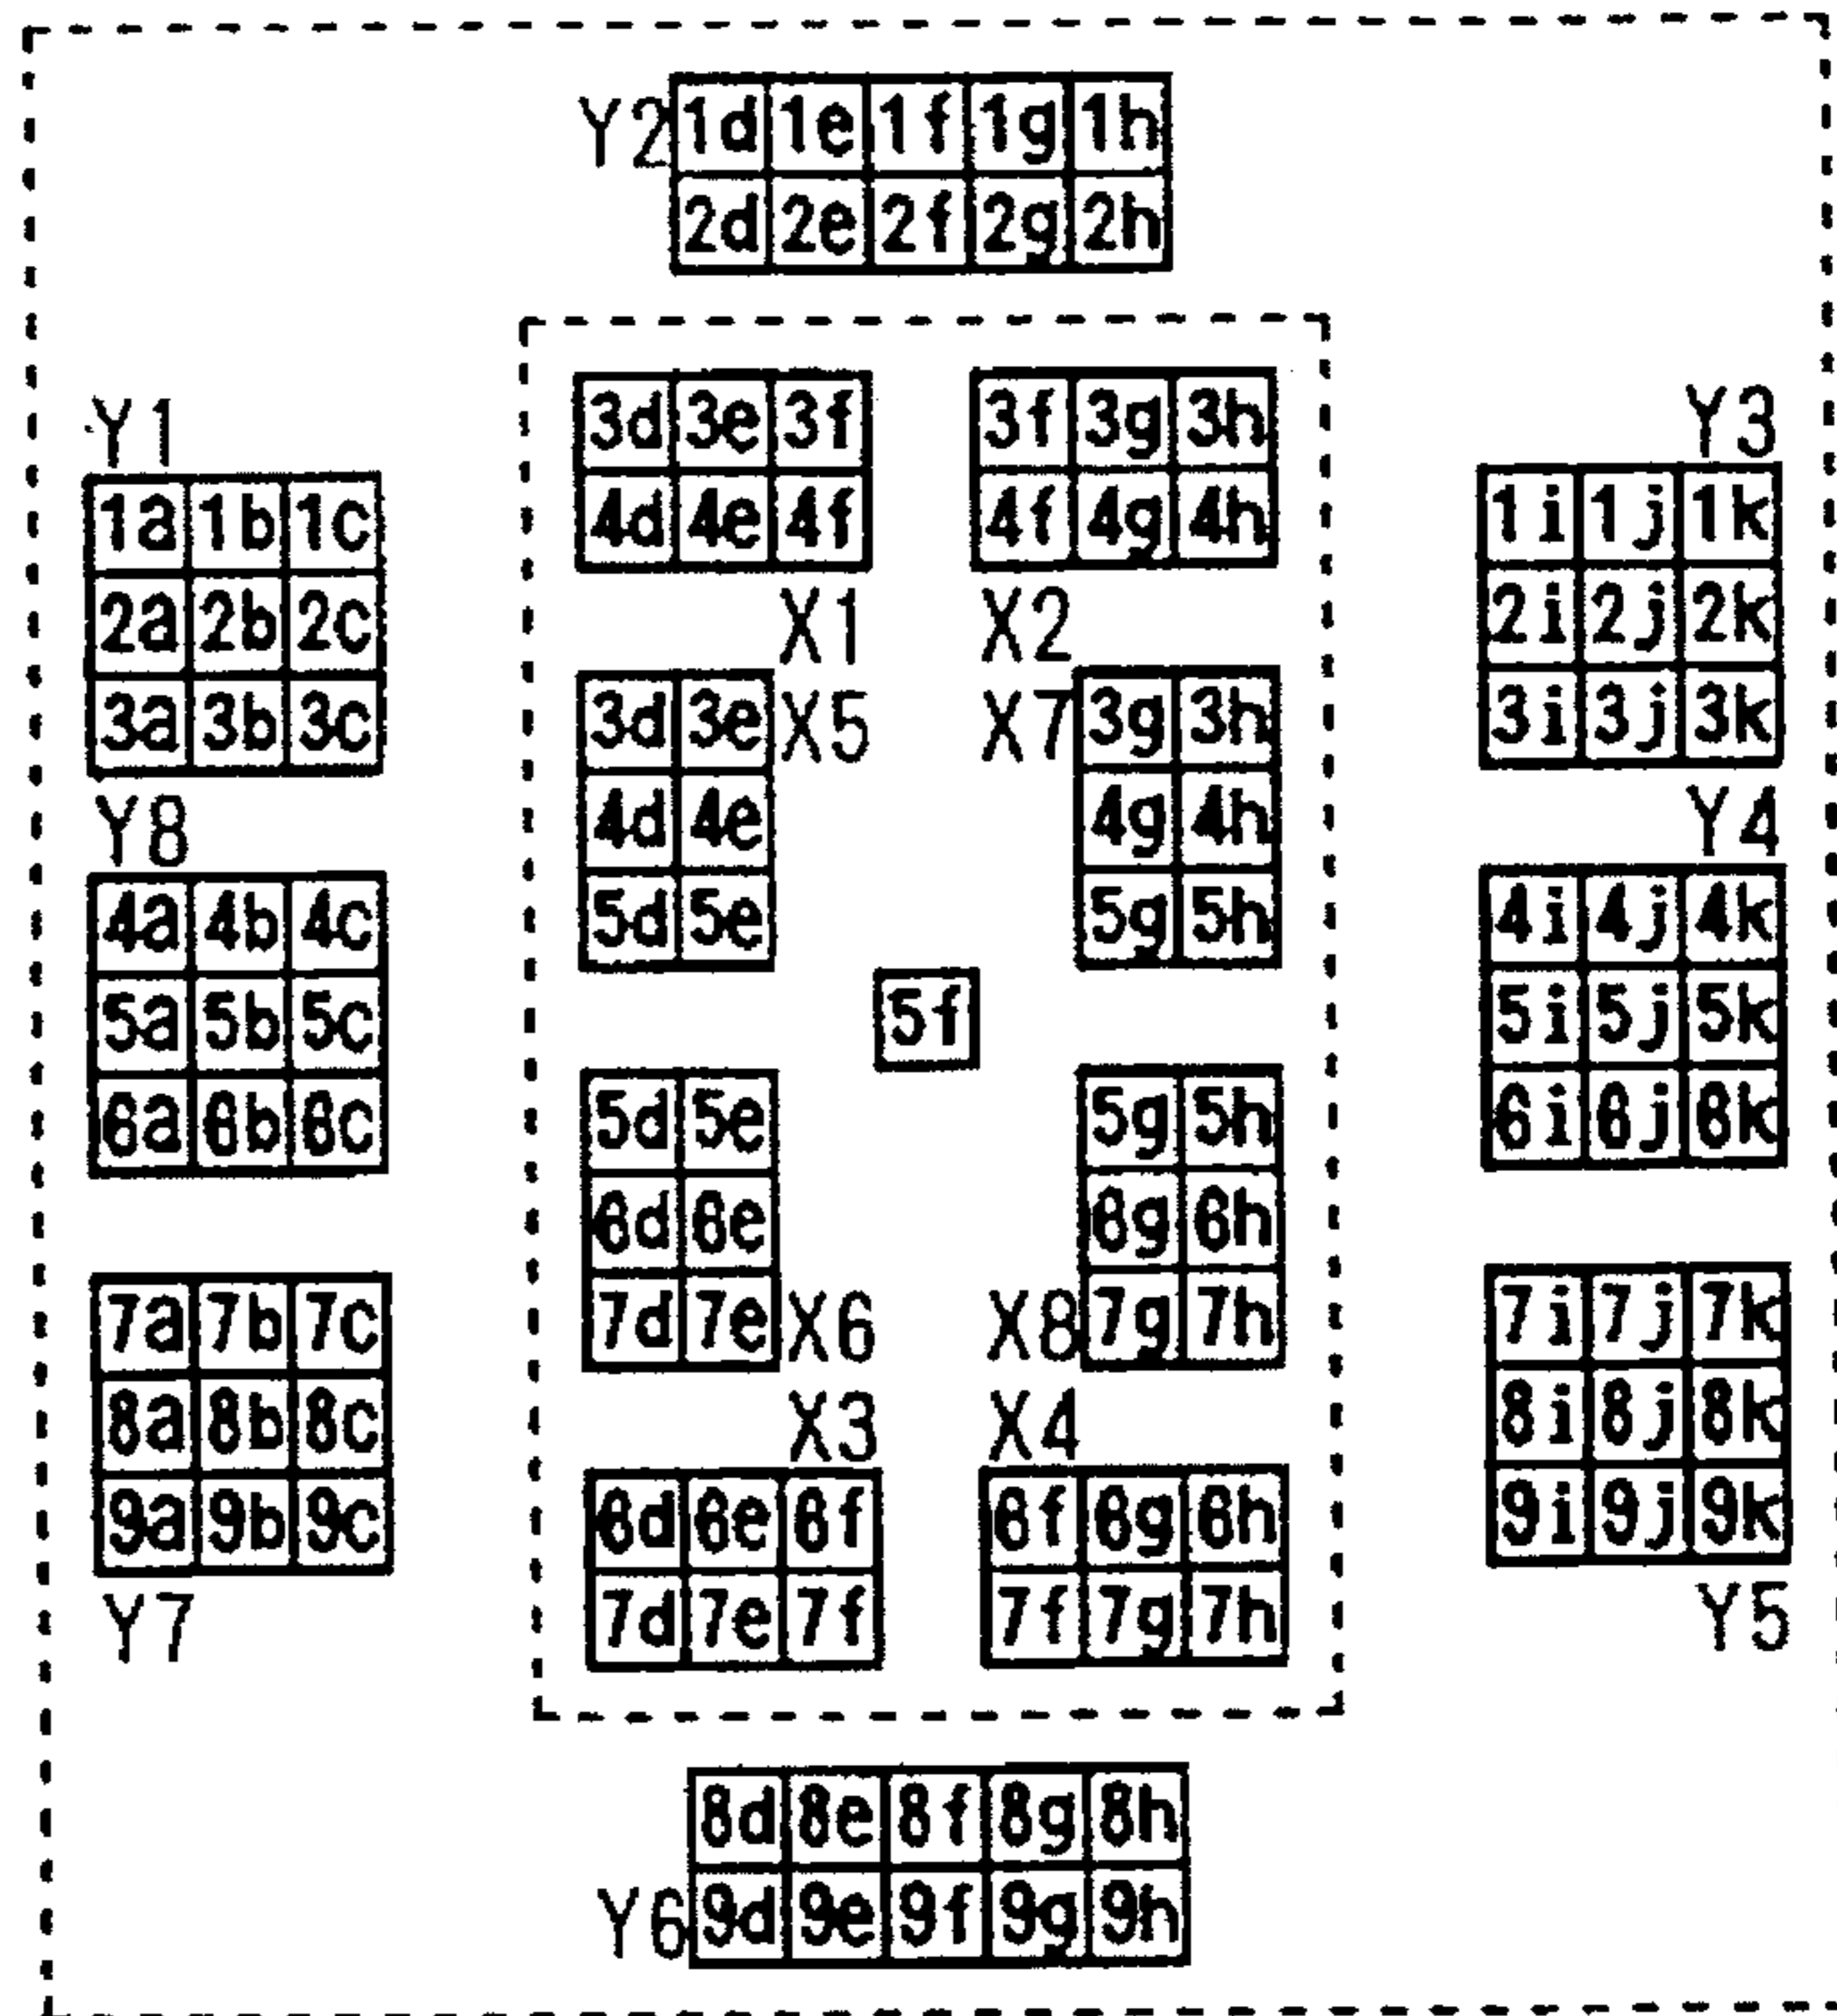 Y2
1d 1e 1f 1g 1h
2d 2e 2f 2g 2h
Y1
1a 1b 1c
2a 2b 2c
3a 3b 3c
Y8
4a 4b 4c
5a 5b 5c
6a 6b 6c
7a 7b 7c
8a 8b 8c
9a 9b 9c
Y7
3d 3e 3f
4d 4e 4f
X1
3f 3g 3h
4f 4g 4h
X2
X5
3d 3e
4d 4e
5d 5e
X7
3g 3h
4g 4h
5g 5h
5f
5d 5e
6d 6e
7d 7e
X6
5g 5h
6g 6h
7g 7h
X8
X3
6d 6e 6f
7d 7e 7f
X4
6f 6g 6h
7f 7g 7h
Y3
1i 1j 1k
2i 2j 2k
3i 3j 3k
Y4
4i 4j 4k
5i 5j 5k
6i 6j 6k
7i 7j 7k
8i 8j 8k
9i 9j 9k
Y5
8d 8e 8f 8g 8h
9d 9e 9f 9g 9h
Y6